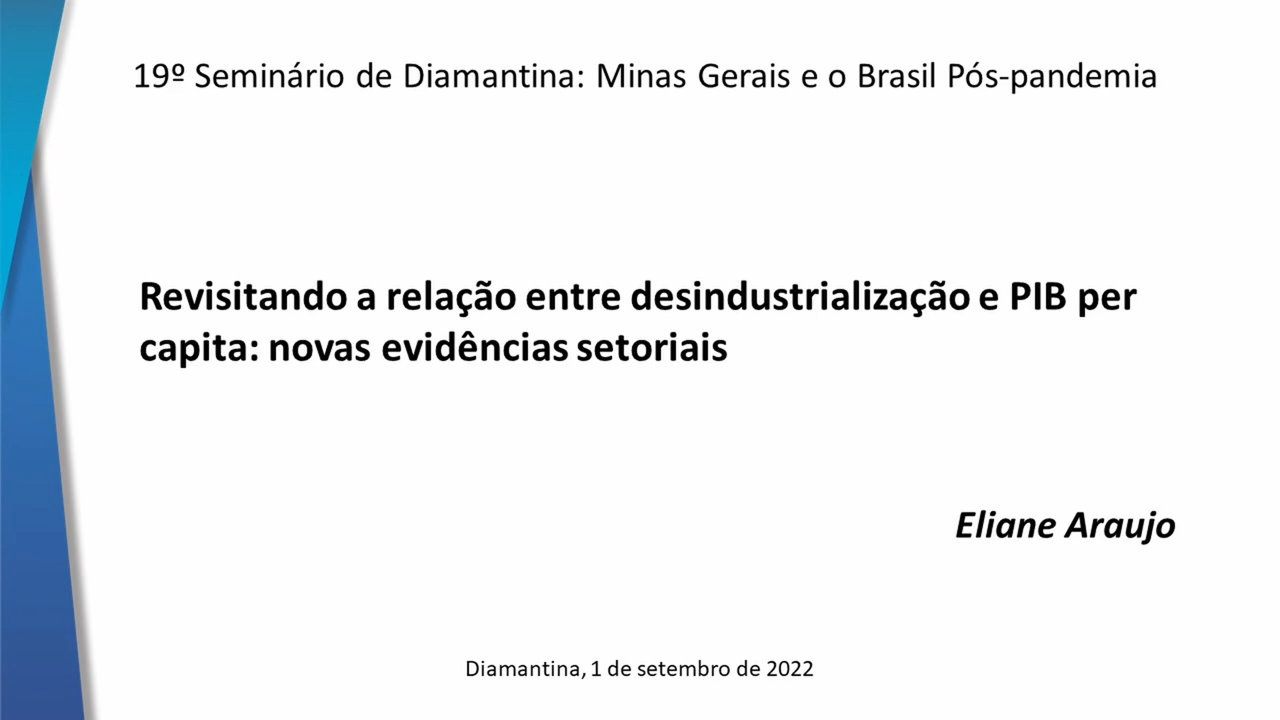 19º Seminário de Diamantina: Minas Gerais e o Brasil Pós-pandemia
Revisitando a relação entre desindustrialização e PIB per
capita: novas evidências setoriais
Eliane Araujo
Diamantina, 1 de setembro de 2022